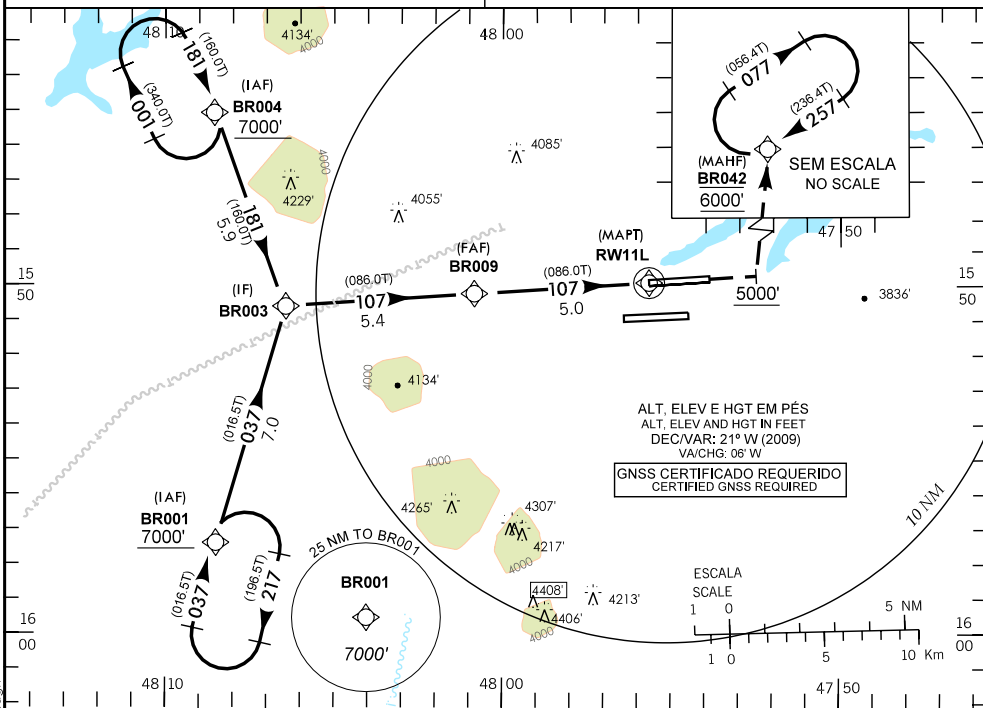 48 10
48 00
4134'
4000
(160.0T)
181
(340.0T)
001
(IAF)
BR004
7000'
4000
4229'
4085'
4055'
(056.4T)
077
(236.4T)
257
(MAHF)
BR042
6000'
SEM ESCALA
NO SCALE
47 50
181
(160.0T)
5.9
(FAF)
BR009
(MAPT)
RW11L
15
50
(IF)
BR003
(086.0T)
107
5.4
(086.0T)
107
5.0
5000'
3836'
15
50
4000
4134'
(016.5T)
037
7.0
ALT, ELEV E HGT EM PÉS
ALT, ELEV AND HGT IN FEET
DEC/VAR: 21º W (2009)
VA/CHG: 06' W
GNSS CERTIFICADO REQUERIDO
CERTIFIED GNSS REQUIRED
4000
4265'
4307'
4217'
4000
10 NM
(IAF)
BR001
7000'
(016.5T)
037
(196.5T)
217
25 NM TO BR001
BR001
7000'
4408'
4406'
4000
4213'
ESCALA
SCALE
1 0 5 NM
1 0 5 10 Km
16
00
16
00
48 10
48 00
47 50